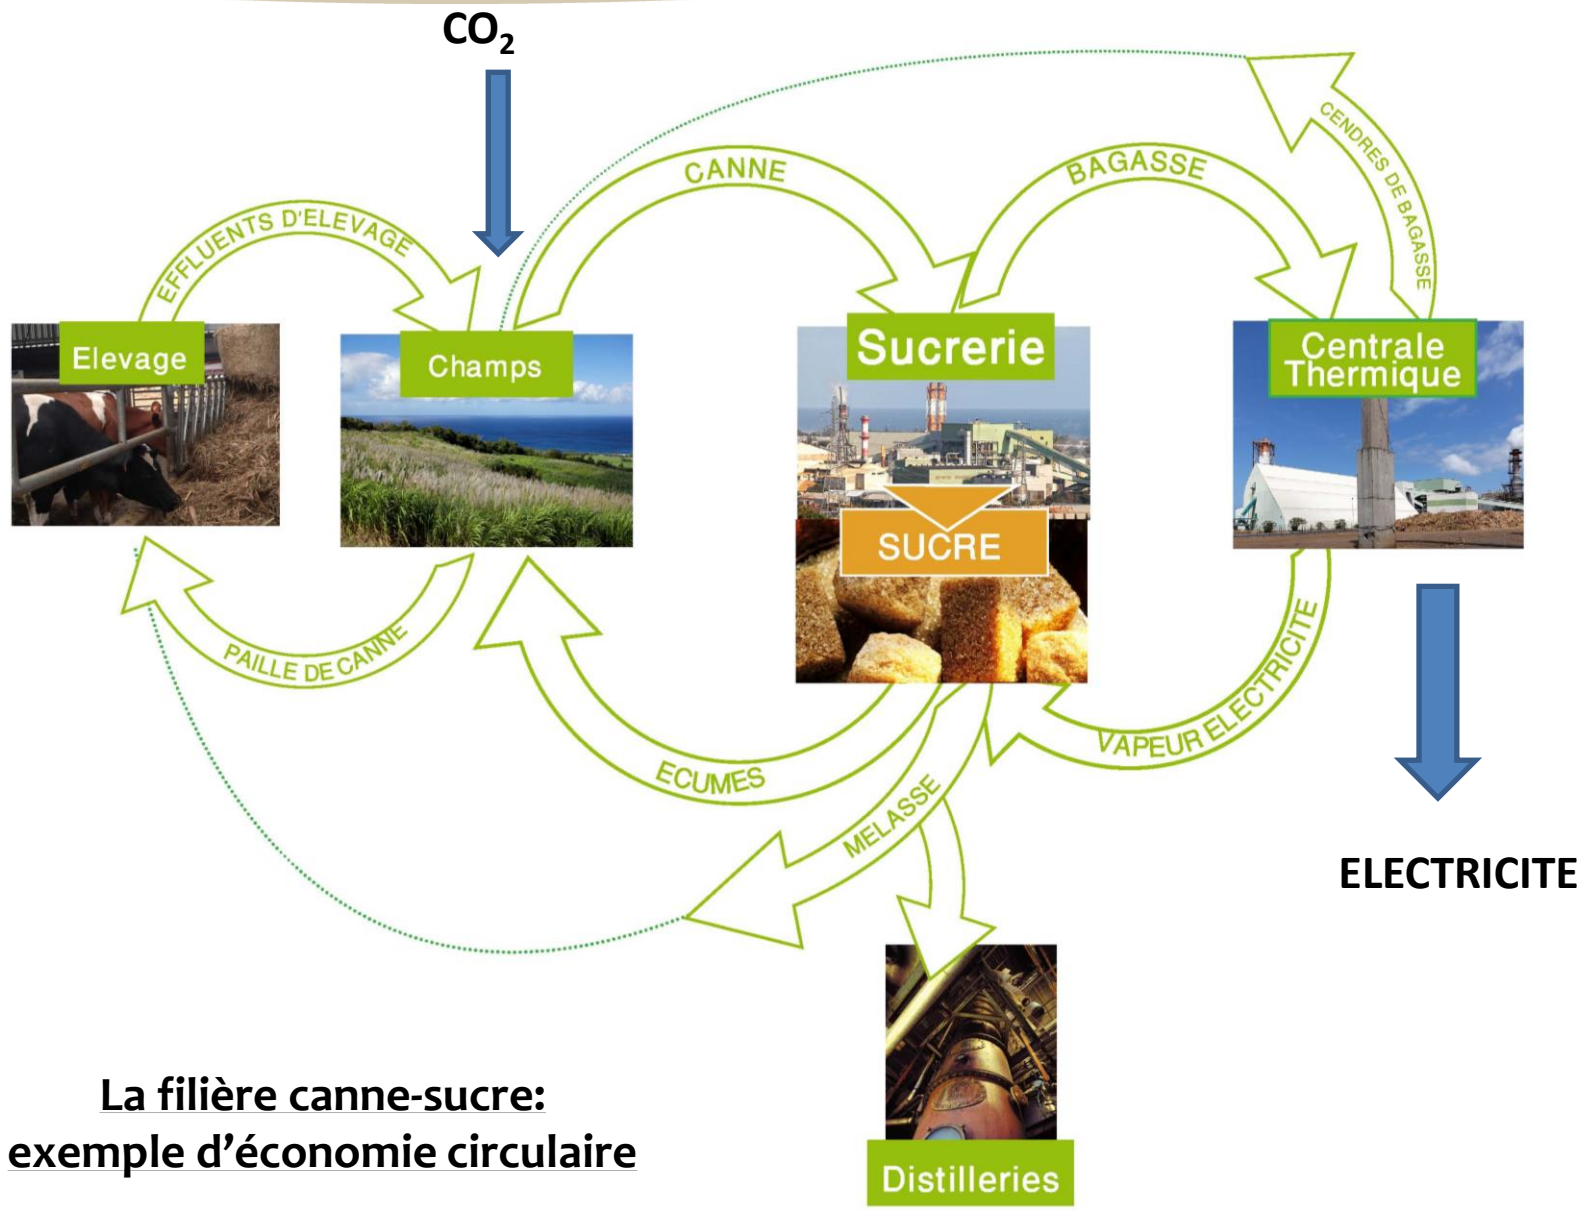 CO₂
CENDRES DE BAGASSE
CANNE
BAGASSE
EFFLUENTS D'ELEVAGE
Elevage
Champs
Sucrerie
Centrale
Thermique
SUCRE
PAILLE DE CANNE
ECUMES
MELASSE
VAPEUR ELECTRICITE
ELECTRICITE
La filière canne-sucre:
exemple d’économie circulaire
Distilleries